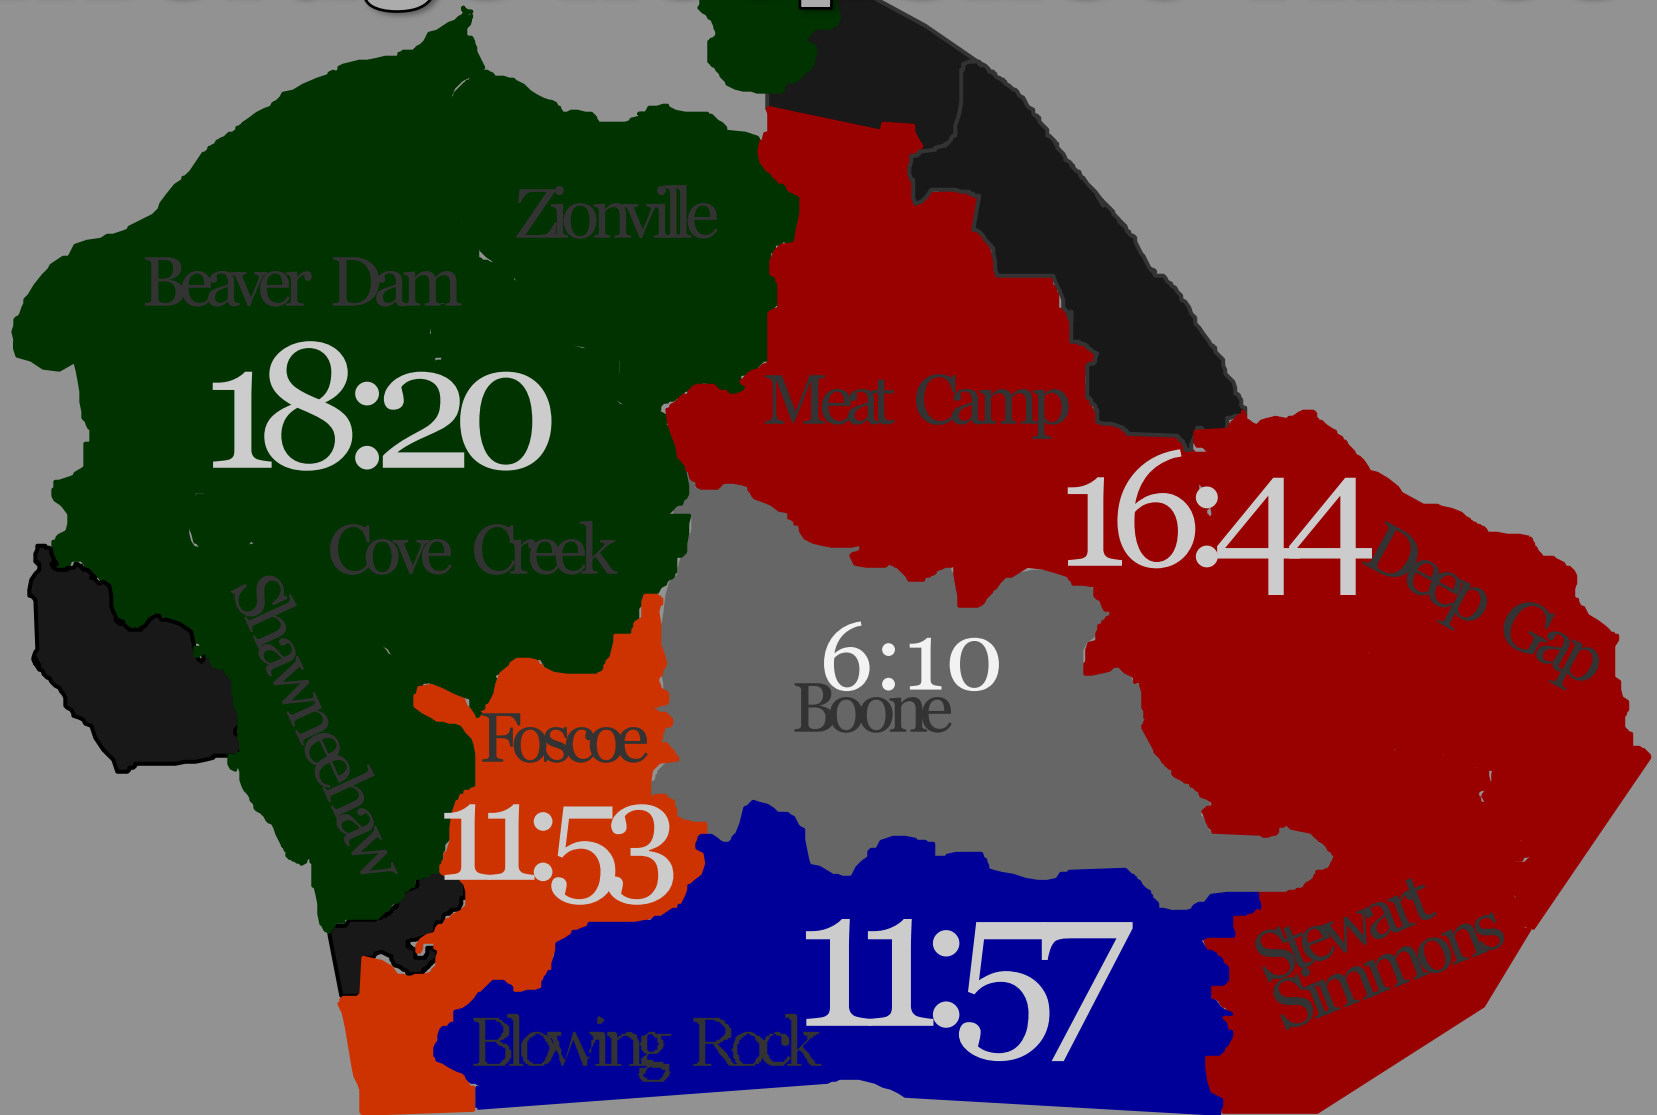 Zionville
Beaver Dam
18:20
Meat Camp
16:44
Cove Creek
Deep Gap
Shawneehaw
6:10
Boone
Foscoe
11:53
Stewart
Simmons
11:57
Blowing Rock